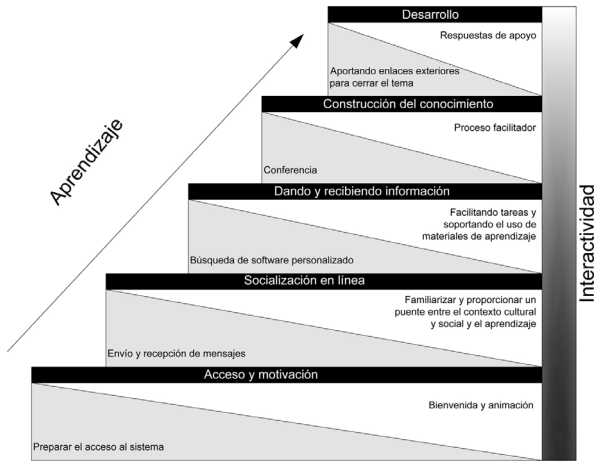 Desarrollo
Respuestas de apoyo
Aportando enlaces exteriores
para cerrar el tema
Construcción del conocimiento
Proceso facilitador
Conferencia
Dando y recibiendo información
Facilitando tareas y
soportando el uso de
materiales de aprendizaje
Búsqueda de software personalizado
Socialización en línea
Familiarizar y proporcionar un
puente entre el contexto cultural
y social y el aprendizaje
Envío y recepción de mensajes
Acceso y motivación
Bienvenida y animación
Preparar el acceso al sistema
Aprendizaje
Interactividad